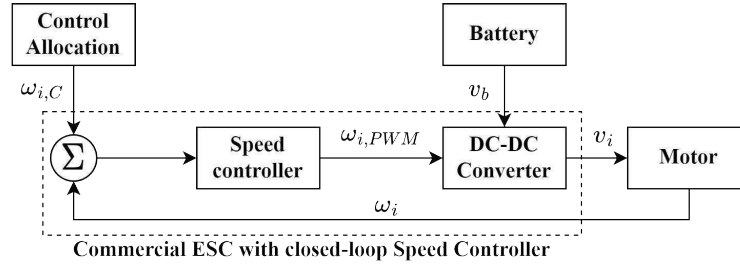 Control
Allocation
Battery
ω_{i,C}
v_b
Σ
Speed
controller
ω_{i,PWM}
DC-DC
Converter
v_i
Motor
ω_i
Commercial ESC with closed-loop Speed Controller